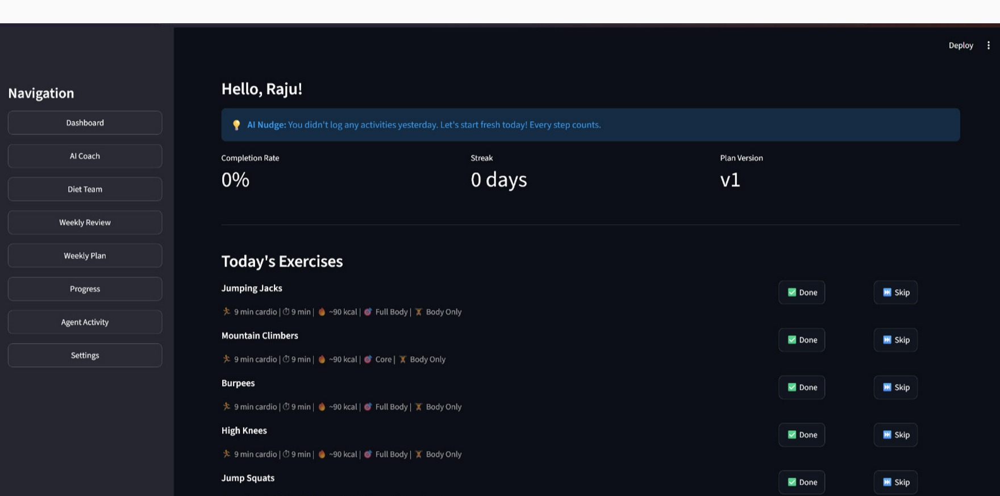 Deploy
Navigation
Dashboard
AI Coach
Diet Team
Weekly Review
Weekly Plan
Progress
Agent Activity
Settings
Hello, Raju!
💡 AI Nudge: You didn't log any activities yesterday. Let's start fresh today! Every step counts.
Completion Rate Streak Plan Version
0% 0 days v1
Today's Exercises
Jumping Jacks
✅ Done ⏩ Skip
🏃 9 min cardio | ⏱ 9 min | 🔥 ~90 kcal | 🎯 Full Body | 🏋 Body Only
Mountain Climbers
✅ Done ⏩ Skip
🏃 9 min cardio | ⏱ 9 min | 🔥 ~90 kcal | 🎯 Core | 🏋 Body Only
Burpees
✅ Done ⏩ Skip
🏃 9 min cardio | ⏱ 9 min | 🔥 ~90 kcal | 🎯 Full Body | 🏋 Body Only
High Knees
✅ Done ⏩ Skip
🏃 9 min cardio | ⏱ 9 min | 🔥 ~90 kcal | 🎯 Full Body | 🏋 Body Only
Jump Squats
✅ Done ⏩ Skip